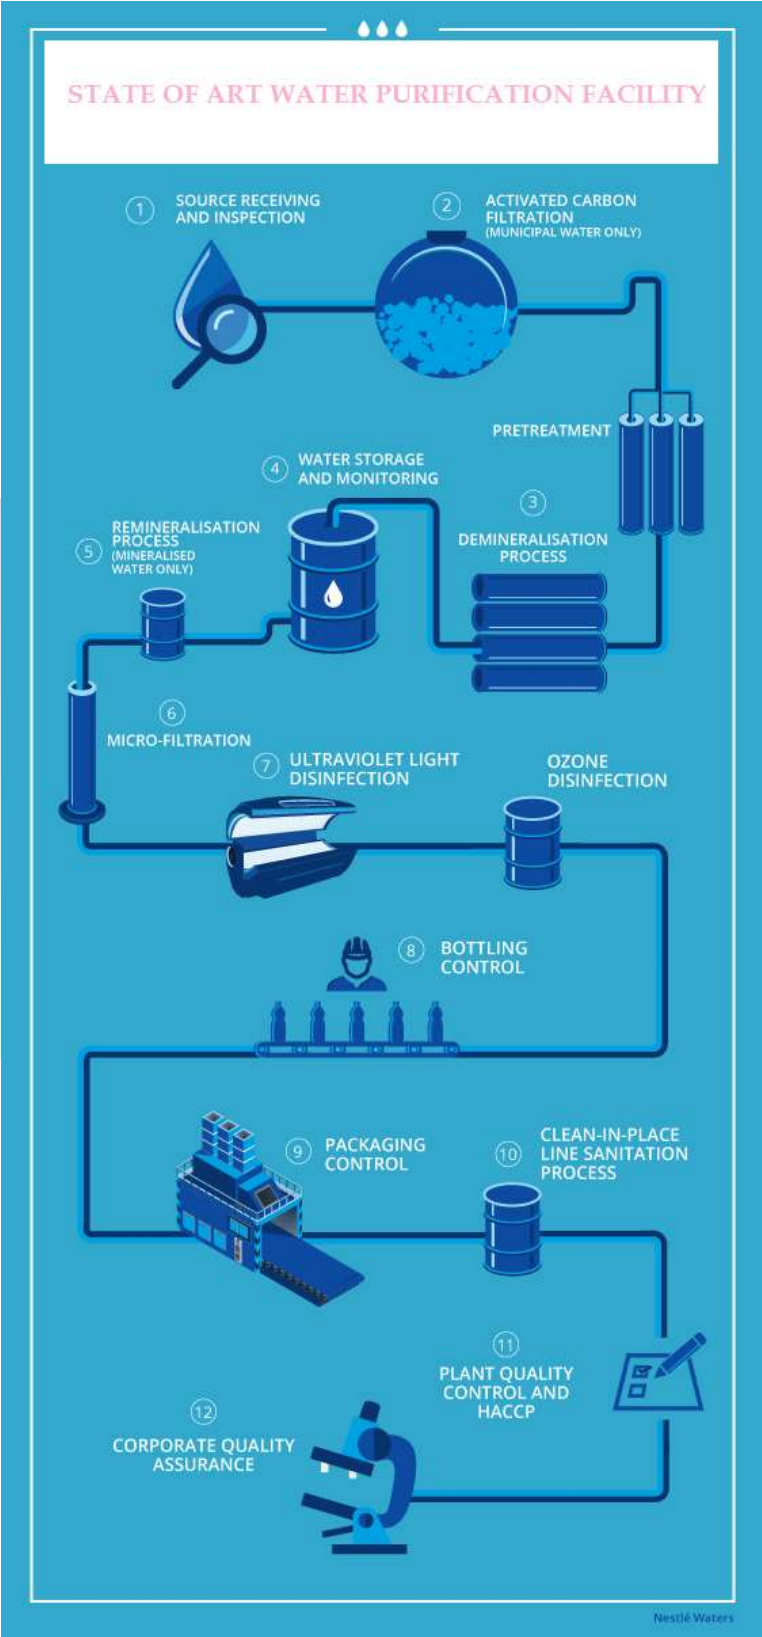 STATE OF ART WATER PURIFICATION FACILITY
1
SOURCE RECEIVING
AND INSPECTION
2
ACTIVATED CARBON
FILTRATION
(MUNICIPAL WATER ONLY)
PRETREATMENT
3
DEMINERALISATION
PROCESS
4
WATER STORAGE
AND MONITORING
5
REMINERALISATION
PROCESS
(MINERALISED
WATER ONLY)
6
MICRO-FILTRATION
7
ULTRAVIOLET LIGHT
DISINFECTION
OZONE
DISINFECTION
8
BOTTLING
CONTROL
9
PACKAGING
CONTROL
10
CLEAN-IN-PLACE
LINE SANITATION
PROCESS
11
PLANT QUALITY
CONTROL AND
HACCP
12
CORPORATE QUALITY
ASSURANCE
Nestlé Waters